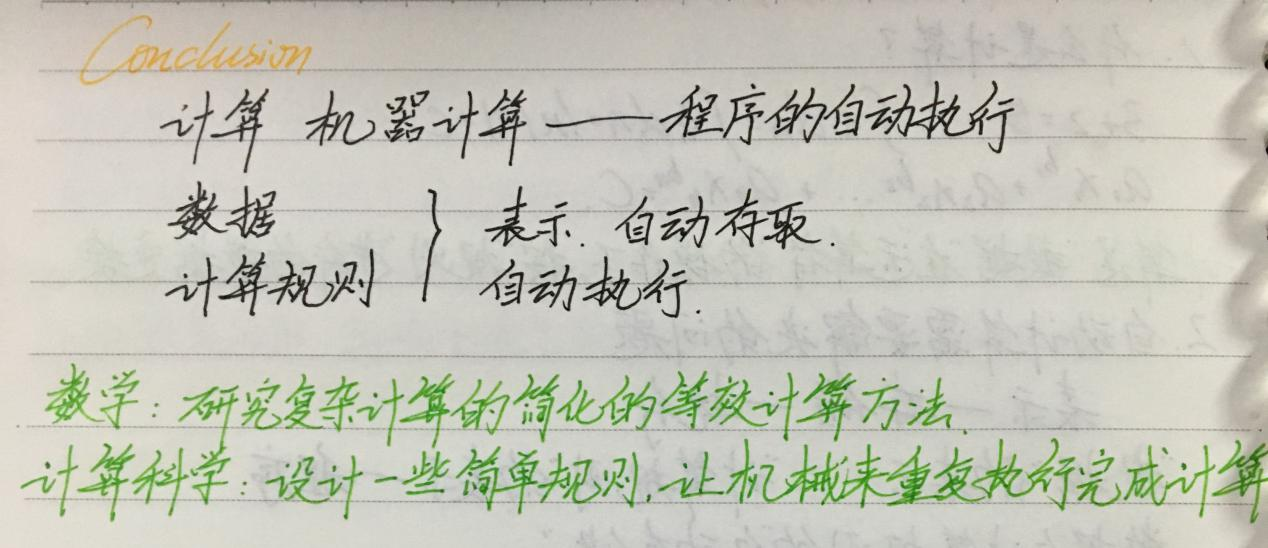 Conclusion
计算 机器计算 —— 程序的自动执行
数据 } 表示. 自动存取.
计算规则 自动执行.
数学: 研究复杂计算的简化的等效计算方法.
计算科学: 设计一些简单规则, 让机械来重复执行完成计算